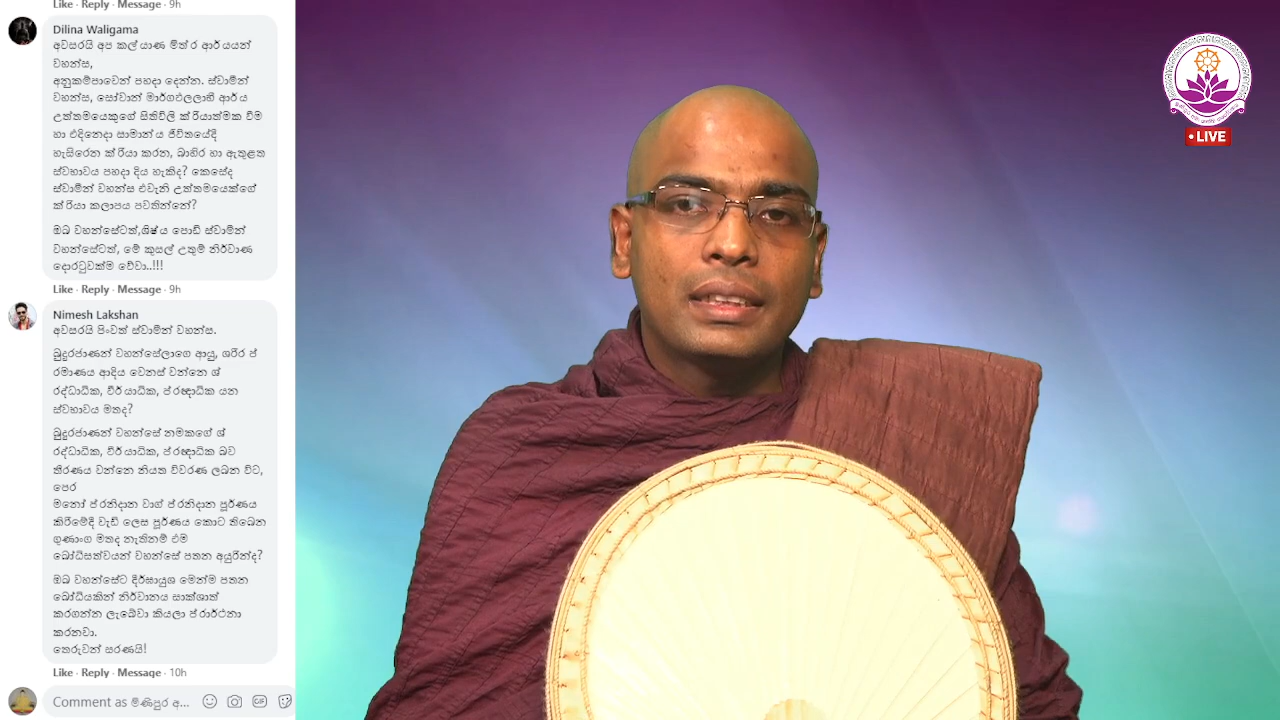 Like · Reply · Message · 9h
Dilina Waligama
අවසරයි අප කල් යාණ මිත් ර ආර් යයන්
වහන්ස,
අනුකම්පාවෙන් පහදා දෙන්න. ස්වාමීන්
වහන්ස, සෝවාන් මාර්ගඵලලාභී ආර් ය
උත්තමයෙකුගේ සිතිවිලි ක් රියාත්මක වීම
හා එදිනෙදා සාමාන් ය ජීවිතයේදී
හැසිරෙන ක් රියා කරන, බාහිර හා ඇතුළත
ස්වභාවය පහදා දිය හැකිද? කෙසේද
ස්වාමීන් වහන්ස එවැනි උත්තමයෙක්ගේ
ක් රියා කලාපය පවතින්නේ?
ඔබ වහන්සේටත්,ශිෂ් ය පොඩි ස්වාමීන්
වහන්සේටත්, මේ කුසල් උතුම් නිර්වාණ
දොරටුවක්ම වේවා..!!!
Like · Reply · Message · 9h
Nimesh Lakshan
අවසරයි පිංවත් ස්වාමින් වහන්ස.
බුදුරජාණන් වහන්සේලාගෙ ආයු, ශරීර ප්
රමාණය ආදිය වෙනස් වන්නෙ ශ්
රද්ධාධික, වීර් යාධික, ප් රඥාධික යන
ස්වභාවය මතද?
බුදුරජාණන් වහන්සේ නමකගේ ශ්
රද්ධාධික, වීර් යාධික, ප් රඥාධික බව
තීරණය වන්නෙ නියත විවරණ ලබන විට,
පෙර
මනෝ ප් රනිදාන වාග් ප් රනිදාන පූර්ණය
කිරීමේදී වැඩි ලෙස පූර්ණය කොට තිබෙන
ගුණාංග මතද නැතිනම් එම
බෝධිසත්වයන් වහන්සේ පතන අයුරින්ද?
ඔබ වහන්සේට දීර්ඝායුශ මෙන්ම පතන
බෝධියකින් නිර්වානය සාක්ශාත්
කරගන්න ලැබේවා කියලා ප් රාර්ථනා
කරනවා.
තෙරුවන් සරණයි!
Like · Reply · Message · 10h
Comment as මිණිපුර අ...
LIVE